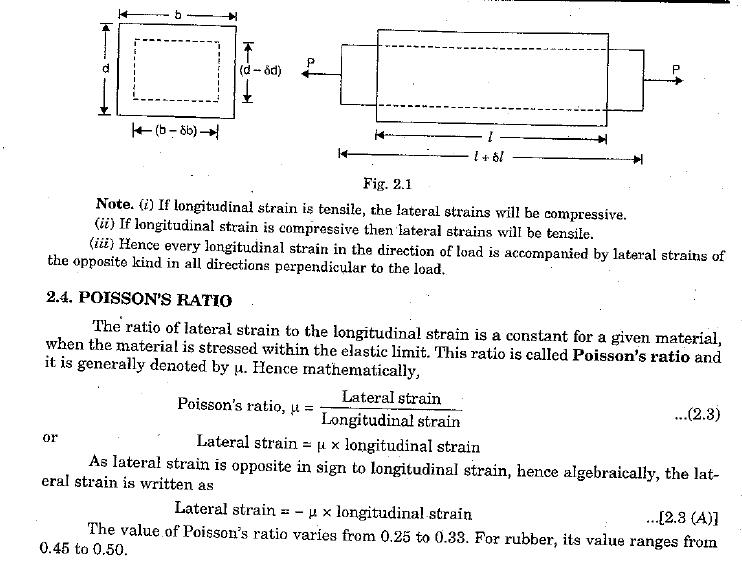 b
d
(d – δd)
(b – δb)
P
P
l
l + δl
Fig. 2.1
Note. (i) If longitudinal strain is tensile, the lateral strains will be compressive.
(ii) If longitudinal strain is compressive then lateral strains will be tensile.
(iii) Hence every longitudinal strain in the direction of load is accompanied by lateral strains of
the opposite kind in all directions perpendicular to the load.
2.4. POISSON'S RATIO
The ratio of lateral strain to the longitudinal strain is a constant for a given material,
when the material is stressed within the elastic limit. This ratio is called Poisson's ratio and
it is generally denoted by μ. Hence mathematically,
Poisson's ratio, μ = Lateral strain / Longitudinal strain ...(2.3)
or Lateral strain = μ × longitudinal strain
As lateral strain is opposite in sign to longitudinal strain, hence algebraically, the lat-
eral strain is written as
Lateral strain = – μ × longitudinal strain ...[2.3 (A)]
The value of Poisson's ratio varies from 0.25 to 0.33. For rubber, its value ranges from
0.45 to 0.50.